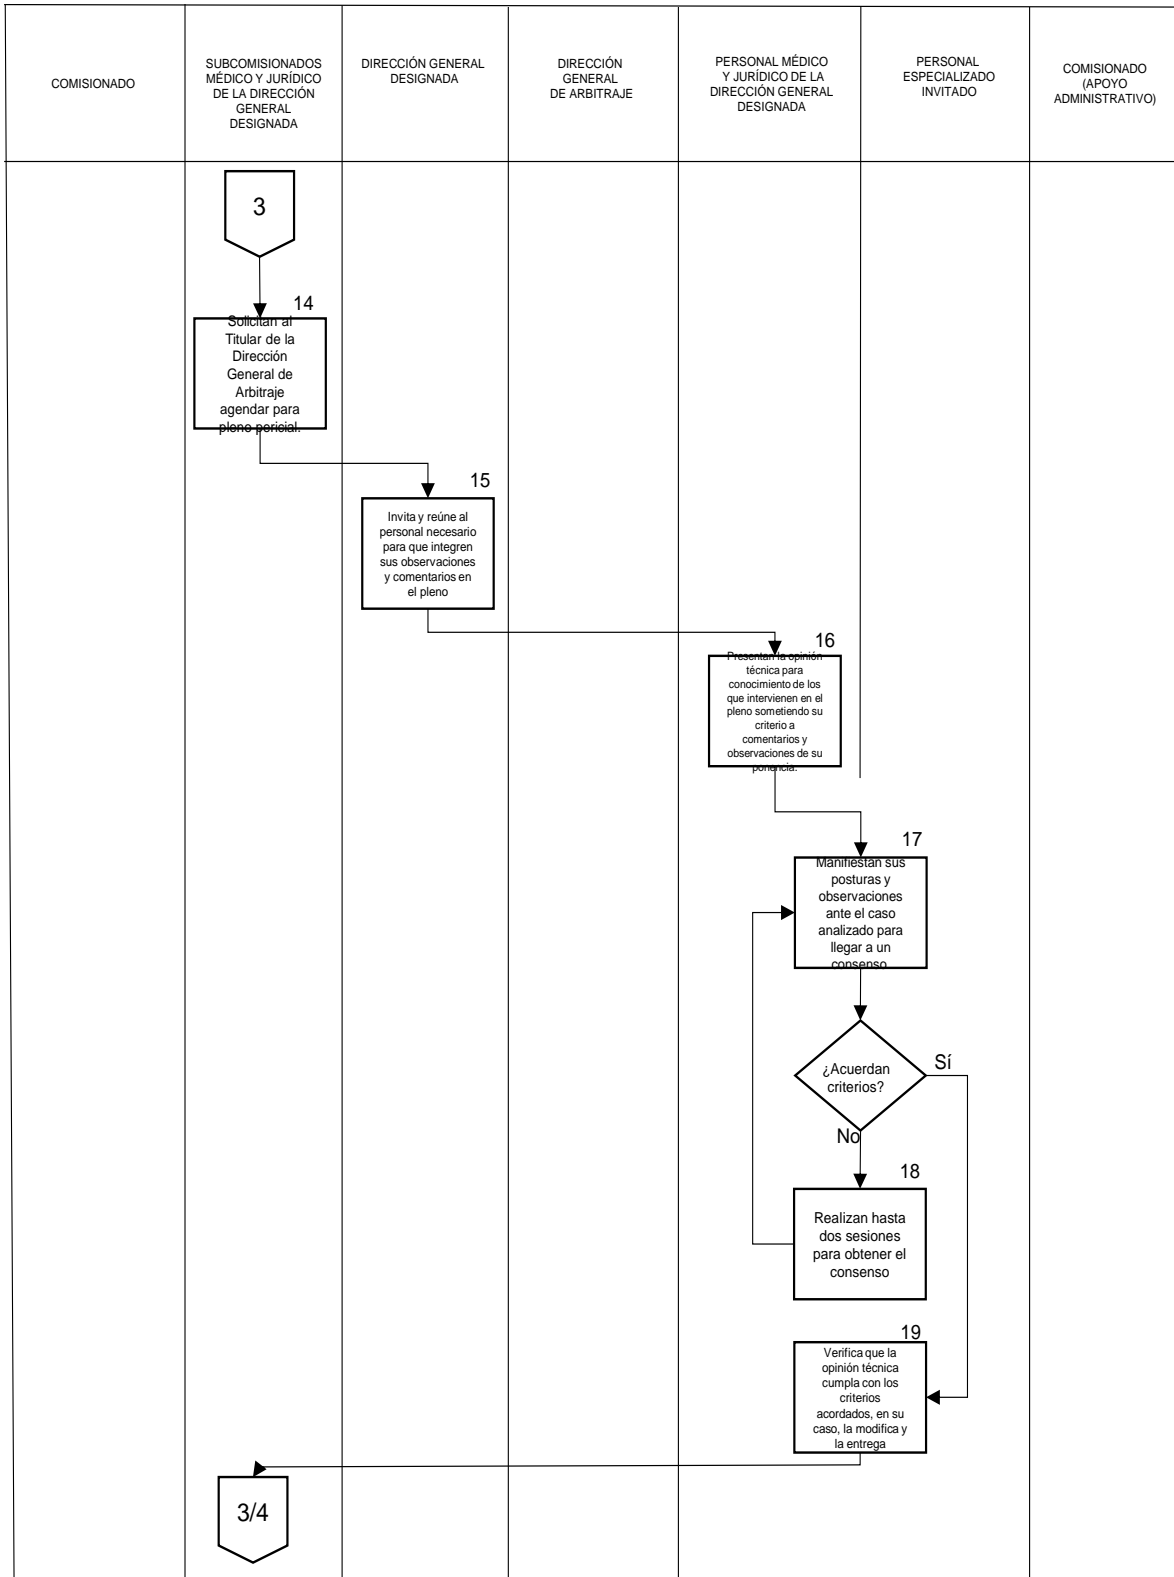 COMISIONADO
SUBCOMISIONADOS
MÉDICO Y JURÍDICO
DE LA DIRECCIÓN
GENERAL
DESIGNADA
DIRECCIÓN GENERAL
DESIGNADA
DIRECCIÓN
GENERAL
DE ARBITRAJE
PERSONAL MÉDICO
Y JURÍDICO DE LA
DIRECCIÓN GENERAL
DESIGNADA
PERSONAL
ESPECIALIZADO
INVITADO
COMISIONADO
(APOYO
ADMINISTRATIVO)
3
14
Solicitan al
Titular de la
Dirección
General de
Arbitraje
agendar para
pleno pericial.
15
Invita y reúne al
personal necesario
para que integren
sus observaciones
y comentarios en
el pleno
16
Presentan la opinión
técnica para
conocimiento de los
que intervienen en el
pleno sometiendo su
criterio a
comentarios y
observaciones de su
ponencia.
17
Manifiestan sus
posturas y
observaciones
ante el caso
analizado para
llegar a un
consenso
¿Acuerdan
criterios?
Sí
No
18
Realizan hasta
dos sesiones
para obtener el
consenso
19
Verifica que la
opinión técnica
cumpla con los
criterios
acordados, en su
caso, la modifica y
la entrega
3/4